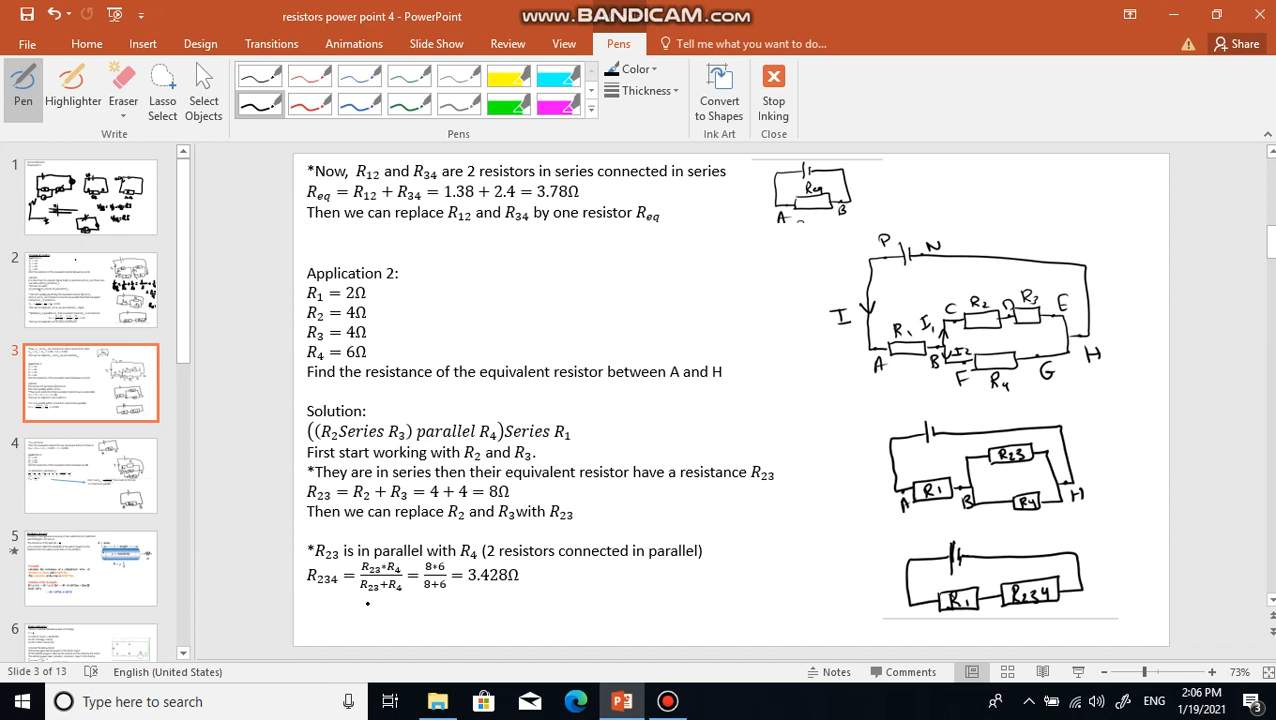 resistors power point 4 - PowerPoint
www.BANDICAM.com
File Home Insert Design Transitions Animations Slide Show Review View Pens Tell me what you want to do... Share
Pen Highlighter Eraser Lasso Select Select Objects
Color
Thickness
Convert to Shapes
Stop Inking
Write Pens Ink Art Close
1
2
3
4
5
6
*Now, R12 and R34 are 2 resistors in series connected in series
Req = R12 + R34 = 1.38 + 2.4 = 3.78Ω
Then we can replace R12 and R34 by one resistor Req
Application 2:
R1 = 2Ω
R2 = 4Ω
R3 = 4Ω
R4 = 6Ω
Find the resistance of the equivalent resistor between A and H
Solution:
((R2Series R3) parallel R4)Series R1
First start working with R2 and R3.
*They are in series then their equivalent resistor have a resistance R23
R23 = R2 + R3 = 4 + 4 = 8Ω
Then we can replace R2 and R3with R23
*R23 is in parallel with R4 (2 resistors connected in parallel)
R234 = R23*R4/R23+R4 = 8*6/8+6 = 3.428Ω
Req
A B
P N
I
C R2 D R3 E
R1 I1
A B I2
F R4 G
H
R23
A R1 B R4 H
R1 R234
Slide 3 of 13 English (United States) Notes Comments 73%
Type here to search
ENG
2:06 PM
1/19/2021
3